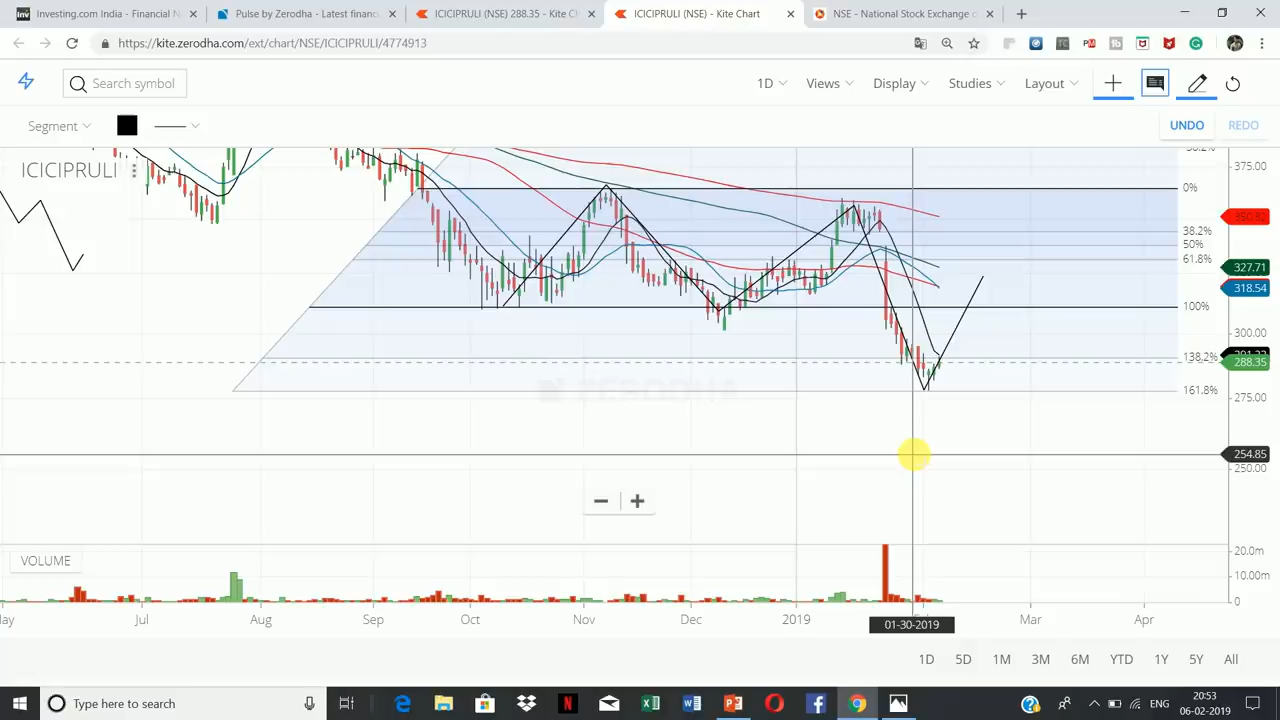 Investing.com India - Financial N
Pulse by Zerodha - Latest financi
ICICIPRULI (NSE) 288.35 - Kite Ch
ICICIPRULI (NSE) - Kite Chart
NSE - National Stock Exchange o
https://kite.zerodha.com/ext/chart/NSE/ICICIPRULI/4774913
Search symbol
1D
Views
Display
Studies
Layout
Segment
UNDO
REDO
ICICIPRULI
375.00
0%
350.82
38.2%
50%
61.8%
327.71
318.54
100%
300.00
138.2%
288.35
161.8%
275.00
ZERODHA
254.85
250.00
VOLUME
20.0m
10.00m
0
Jul
Aug
Sep
Oct
Nov
Dec
2019
01-30-2019
Mar
Apr
1D
5D
1M
3M
6M
YTD
1Y
5Y
All
Type here to search
ENG
20:53
06-02-2019